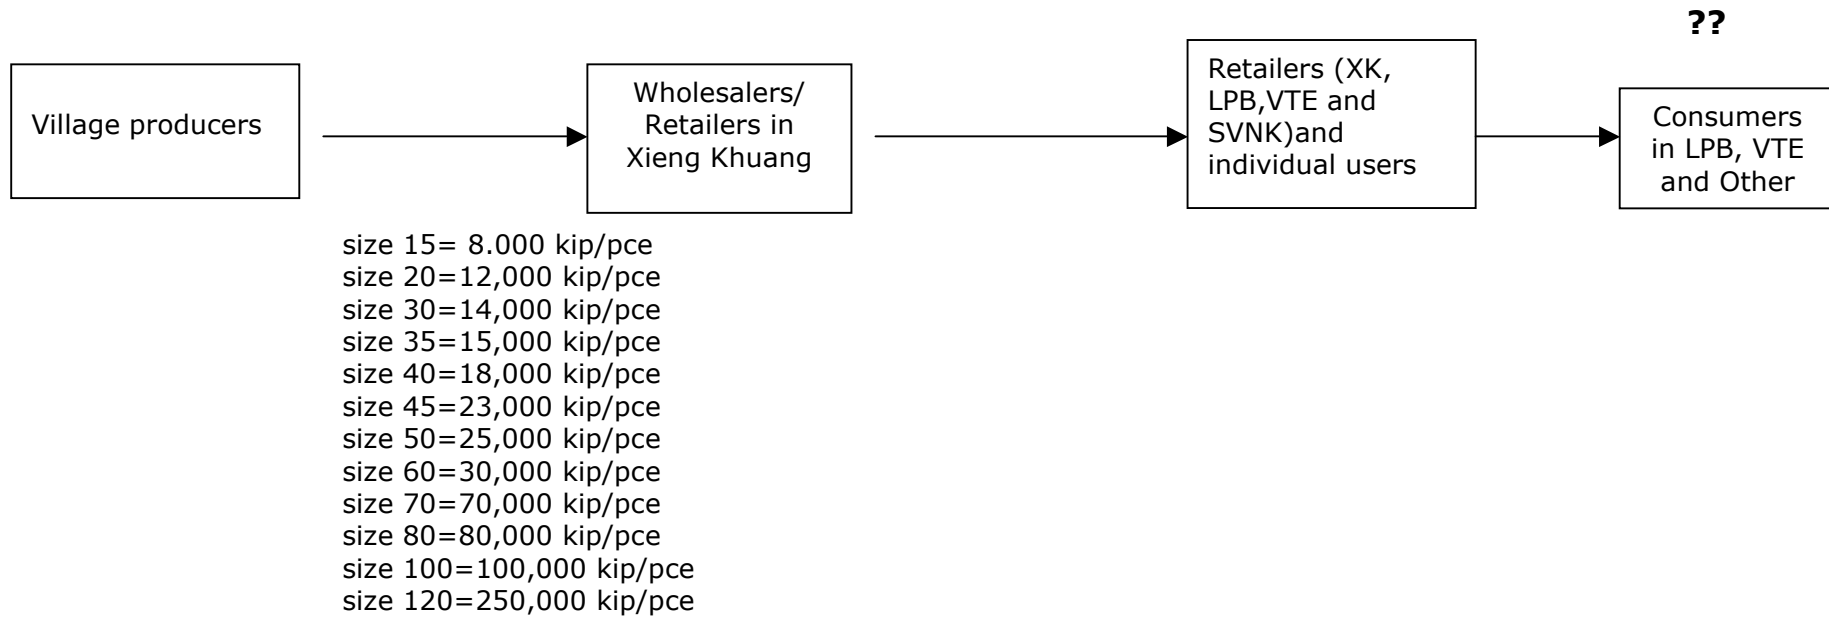 ??
Village producers
Wholesalers/
Retailers in
Xieng Khuang
Retailers (XK,
LPB,VTE and
SVNK)and
individual users
Consumers
in LPB, VTE
and Other
size 15= 8.000 kip/pce
size 20=12,000 kip/pce
size 30=14,000 kip/pce
size 35=15,000 kip/pce
size 40=18,000 kip/pce
size 45=23,000 kip/pce
size 50=25,000 kip/pce
size 60=30,000 kip/pce
size 70=70,000 kip/pce
size 80=80,000 kip/pce
size 100=100,000 kip/pce
size 120=250,000 kip/pce